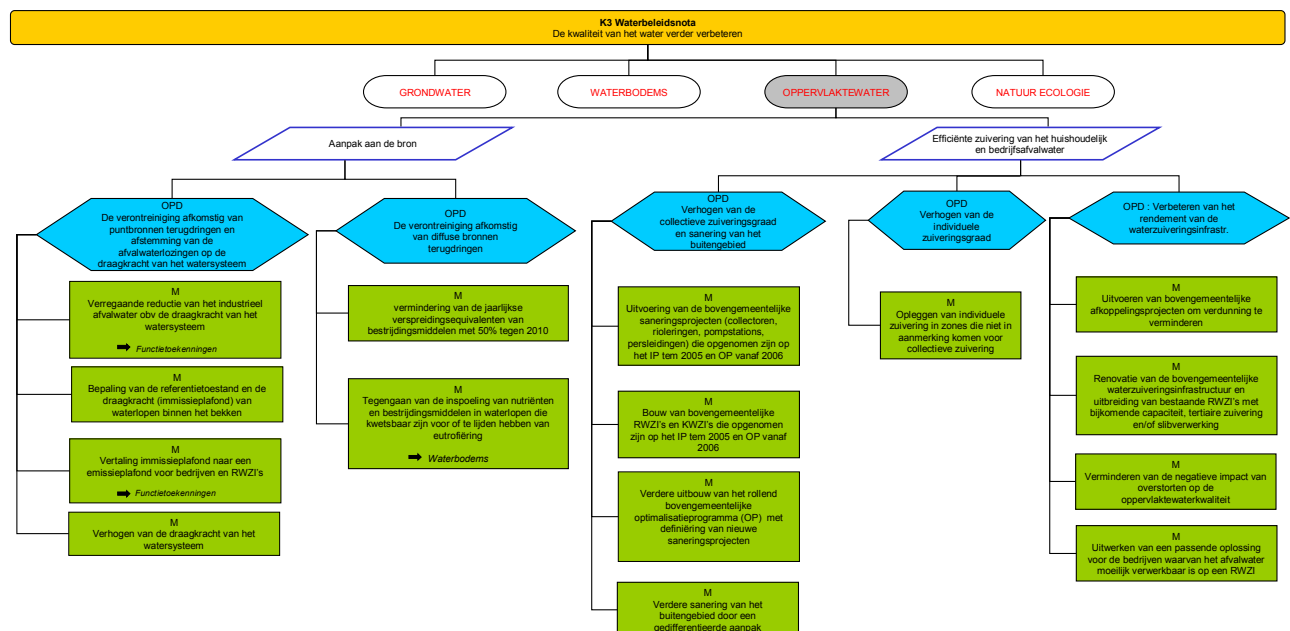 K3 Waterbeleidsnota
De kwaliteit van het water verder verbeteren
GRONDWATER
WATERBODEMS
OPPERVLAKTEWATER
NATUUR ECOLOGIE
Aanpak aan de bron
Efficiënte zuivering van het huishoudelijk
en bedrijfsafvalwater
OPD
De verontreiniging afkomstig van
puntbronnen terugdringen en
afstemming van de
afvalwaterlozingen op de
draagkracht van het watersysteem
OPD
De verontreiniging afkomstig
van diffuse bronnen
terugdringen
OPD
Verhogen van de
collectieve zuiveringsgraad
en sanering van het
buitengebied
OPD
Verhogen van de
individuele
zuiveringsgraad
OPD : Verbeteren van het
rendement van de
waterzuiveringsinfrastr.
M
Verregaande reductie van het industrieel
afvalwater obv de draagkracht van het
watersysteem
Functietoekenningen
M
Bepaling van de referentietoestand en de
draagkracht (immissieplafond) van
waterlopen binnen het bekken
M
Vertaling immissieplafond naar een
emissieplafond voor bedrijven en RWZI's
Functietoekenningen
M
Verhogen van de draagkracht van het
watersysteem
M
vermindering van de jaarlijkse
verspreidingsequivalenten van
bestrijdingsmiddelen met 50% tegen 2010
M
Tegengaan van de inspoeling van nutriënten
en bestrijdingsmiddelen in waterlopen die
kwetsbaar zijn voor of te lijden hebben van
eutrofiëring
Waterbodems
M
Uitvoering van de bovengemeentelijke
saneringsprojecten (collectoren,
rioleringen, pompstations,
persleidingen) die opgenomen zijn op
het IP tem 2005 en OP vanaf 2006
M
Bouw van bovengemeentelijke
RWZI's en KWZI's die opgenomen
zijn op het IP tem 2005 en OP vanaf
2006
M
Verdere uitbouw van het rollend
bovengemeentelijke
optimalisatieprogramma (OP) met
definiëring van nieuwe
saneringsprojecten
M
Verdere sanering van het
buitengebied door een
gedifferentieerde aanpak
M
Opleggen van individuele
zuivering in zones die niet in
aanmerking komen voor
collectieve zuivering
M
Uitvoeren van bovengemeentelijke
afkoppelingsprojecten om verdunning te
verminderen
M
Renovatie van de bovengemeentelijke
waterzuiveringsinfrastructuur en
uitbreiding van bestaande RWZI's met
bijkomende capaciteit, tertiaire zuivering
en/of slibverwerking
M
Verminderen van de negatieve impact van
overstorten op de
oppervlaktewaterkwaliteit
M
Uitwerken van een passende oplossing
voor de bedrijven waarvan het afvalwater
moeilijk verwerkbaar is op een RWZI